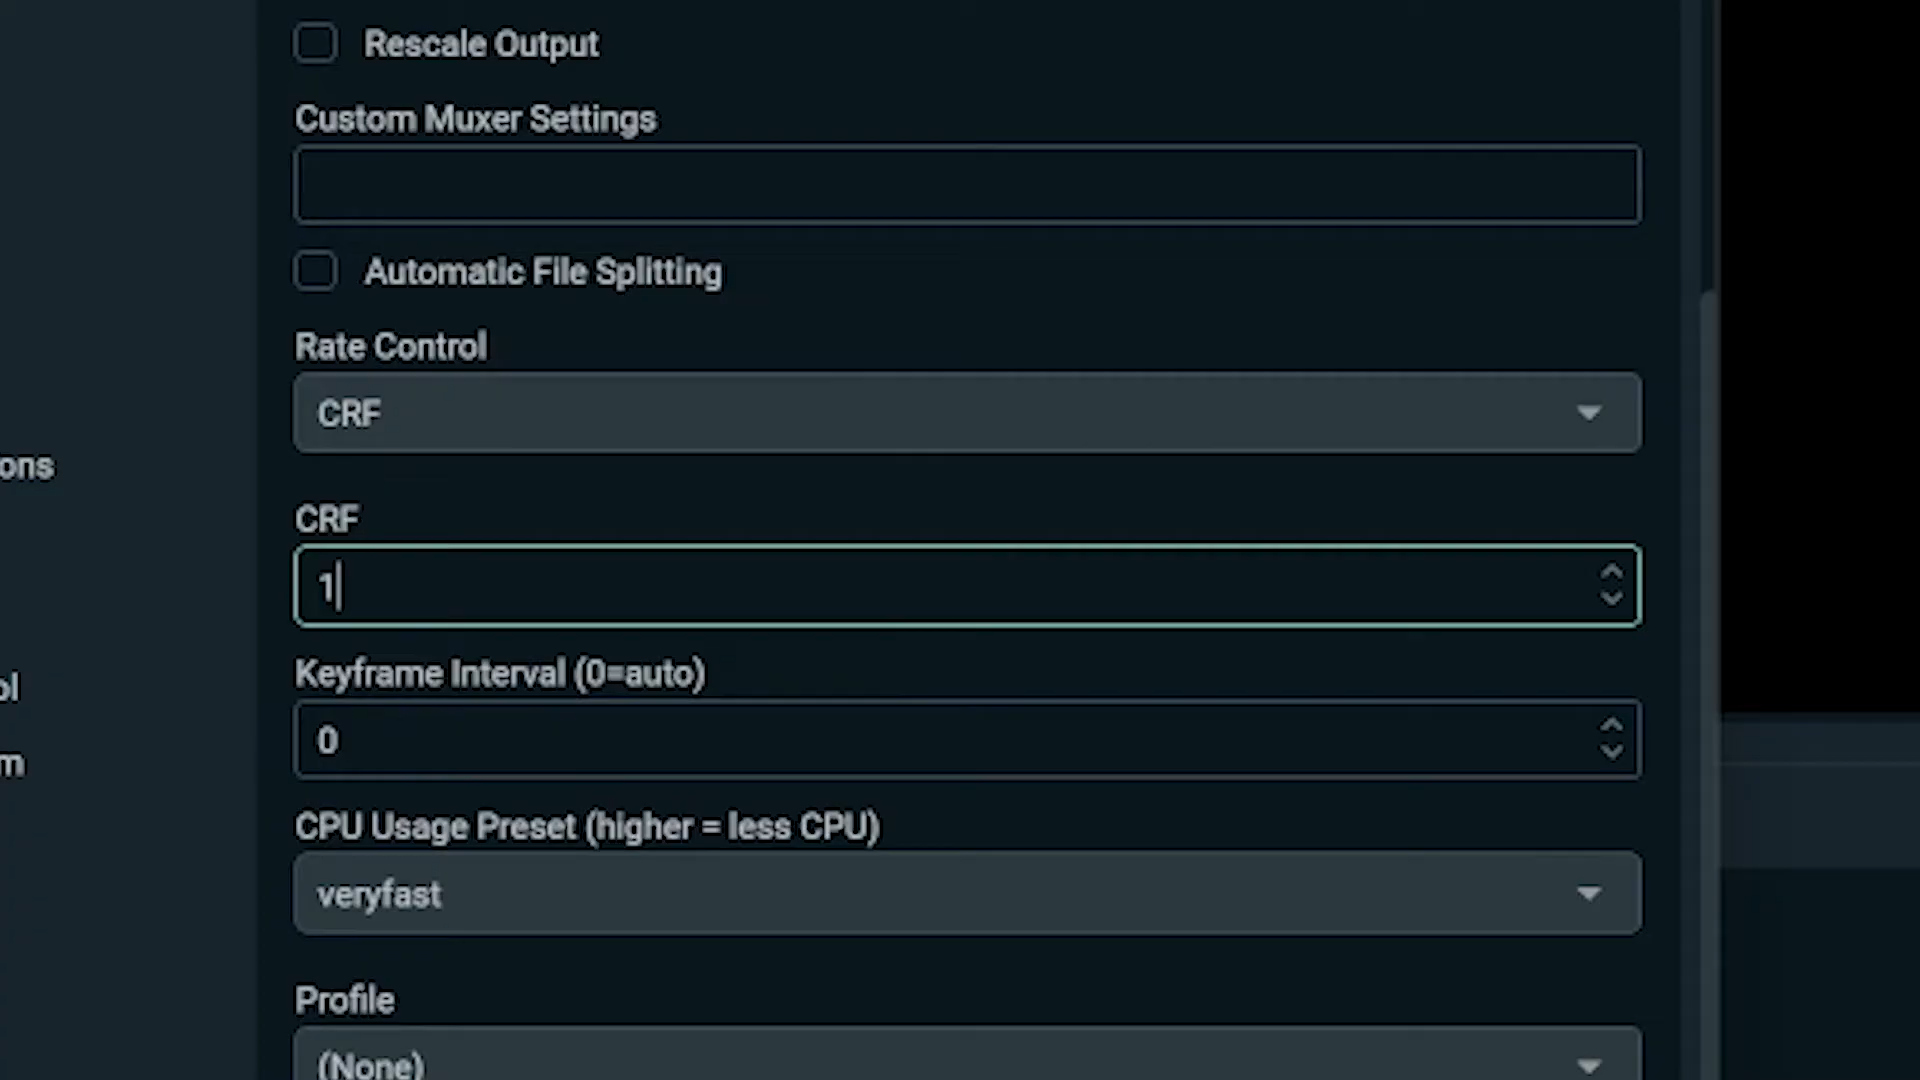 Rescale Output
Custom Muxer Settings
Automatic File Splitting
Rate Control
CRF
ons
CRF
1
ol
Keyframe Interval (0=auto)
0
m
CPU Usage Preset (higher = less CPU)
veryfast
Profile
(None)